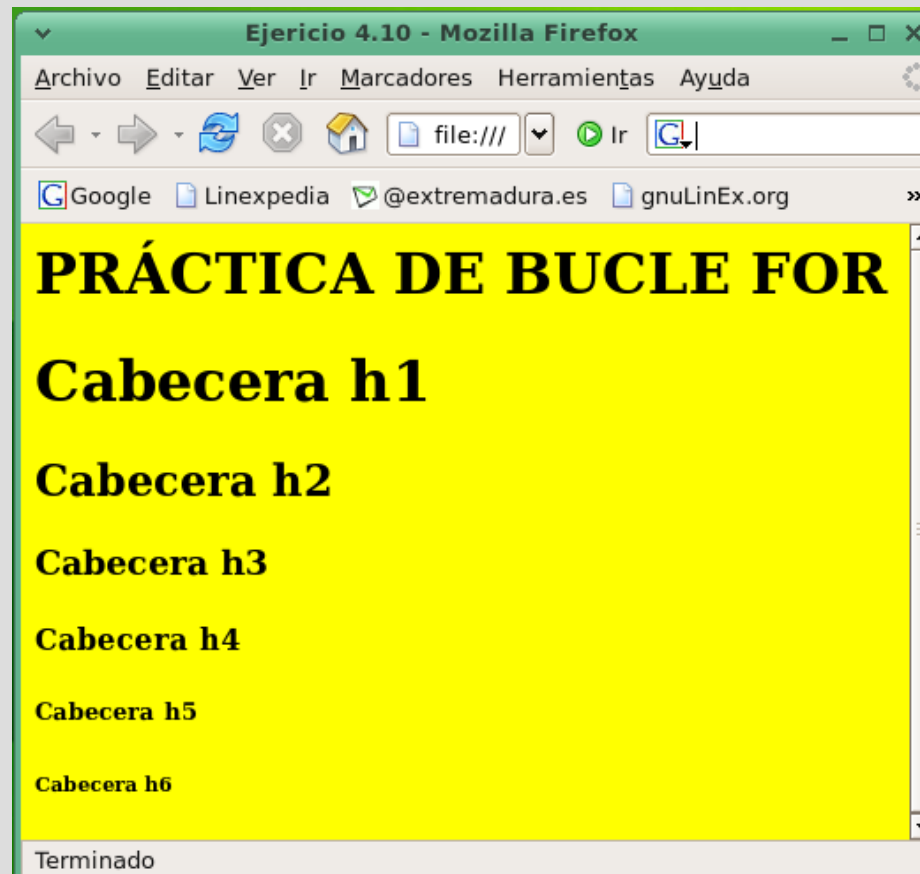 Ejericio 4.10 - Mozilla Firefox
Archivo Editar Ver Ir Marcadores Herramientas Ayuda
file:/// Ir G
Google Linexpedia @extremadura.es gnuLinEx.org »
PRÁCTICA DE BUCLE FOR
Cabecera h1
Cabecera h2
Cabecera h3
Cabecera h4
Cabecera h5
Cabecera h6
Terminado